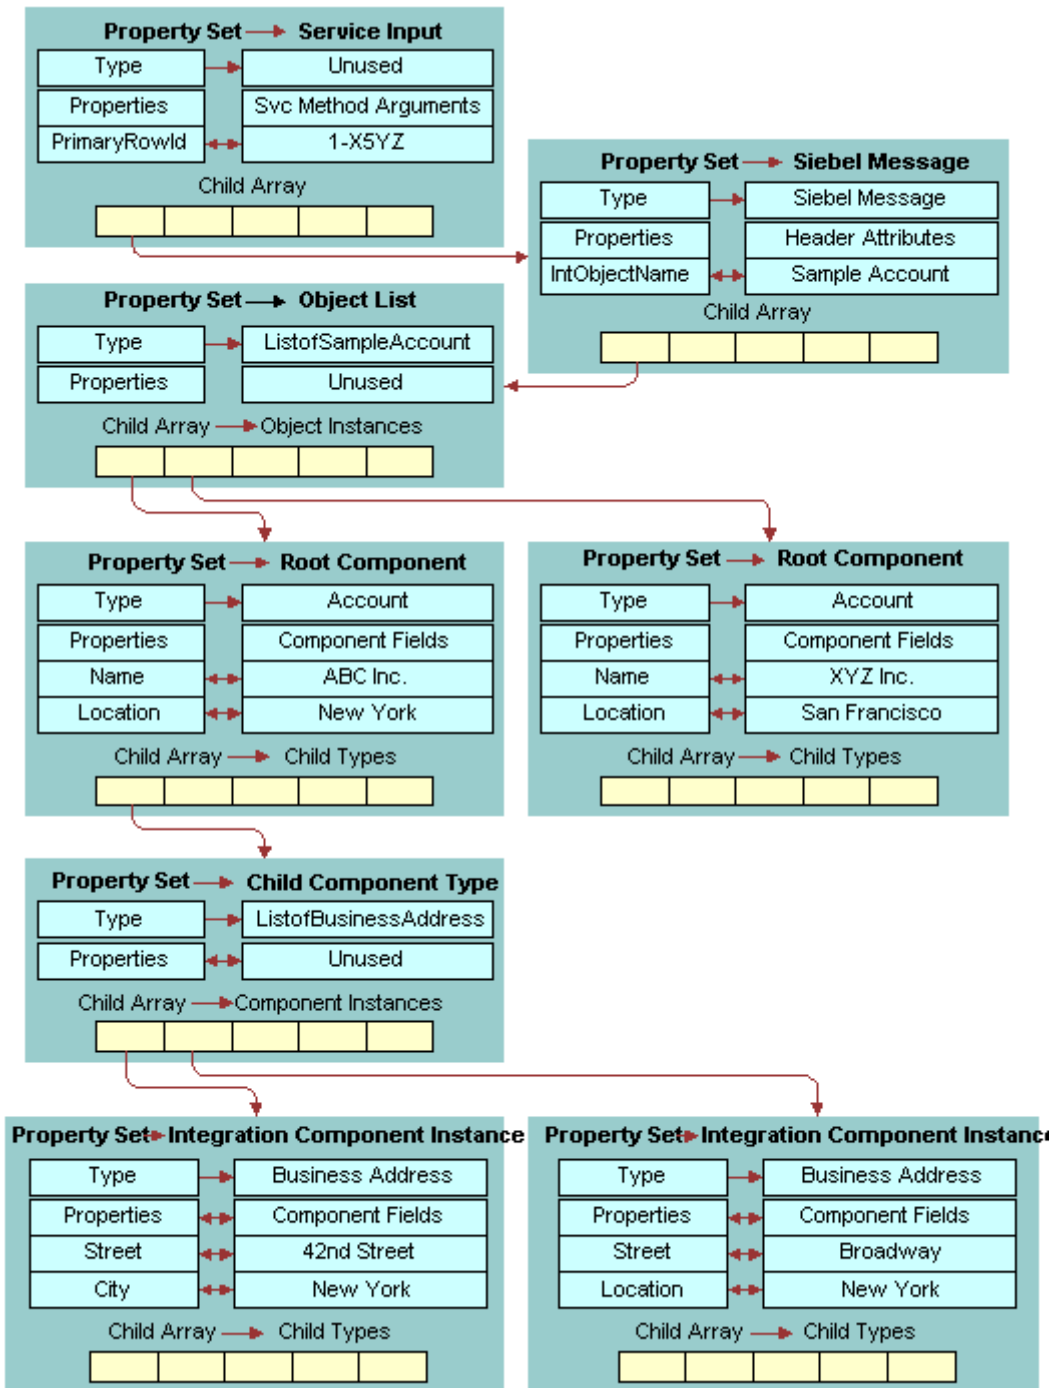 Property Set Service Input
Type Unused
Properties Svc Method Arguments
PrimaryRowId 1-X5YZ
Child Array
Property Set Siebel Message
Type Siebel Message
Properties Header Attributes
IntObjectName Sample Account
Child Array
Property Set Object List
Type ListofSampleAccount
Properties Unused
Child Array Object Instances
Property Set Root Component
Type Account
Properties Component Fields
Name ABC Inc.
Location New York
Child Array Child Types
Property Set Root Component
Type Account
Properties Component Fields
Name XYZ Inc.
Location San Francisco
Child Array Child Types
Property Set Child Component Type
Type ListofBusinessAddress
Properties Unused
Child Array Component Instances
Property Set Integration Component Instance
Type Business Address
Properties Component Fields
Street 42nd Street
City New York
Child Array Child Types
Property Set Integration Component Instanc
Type Business Address
Properties Component Fields
Street Broadway
Location New York
Child Array Child Types